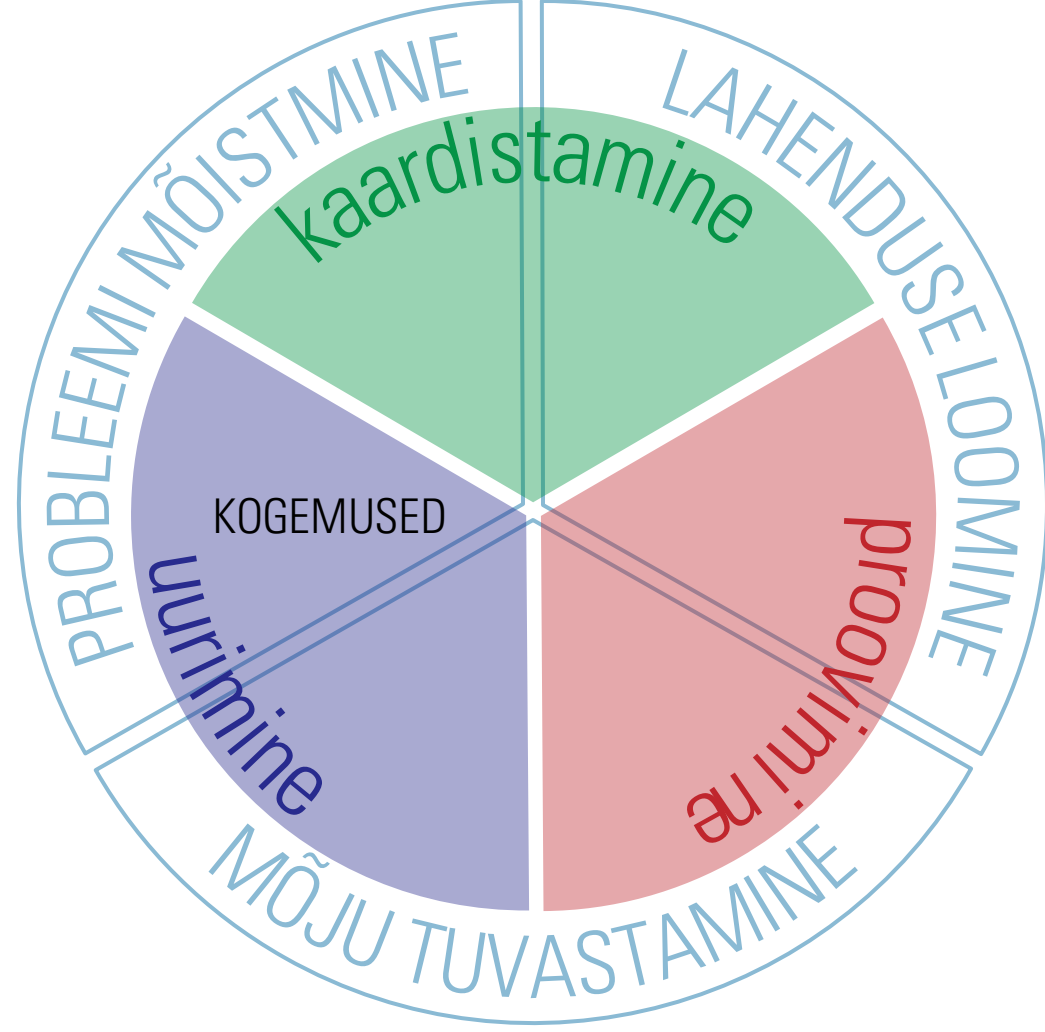 PROBLEEMI MÕISTMINE
LAHENDUSE LOOMINE
kaardistamine
KOGEMUSED
uurimine
proovimine
MÕJU TUVASTAMINE